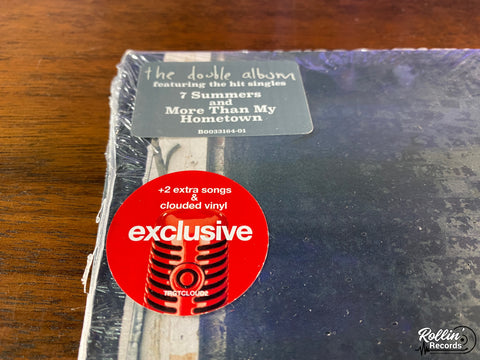 the double album
featuring the hit singles
7 Summers
and
More Than My
Hometown
B0033164-01
+2 extra songs
&
clouded vinyl
exclusive
Rollin
Records